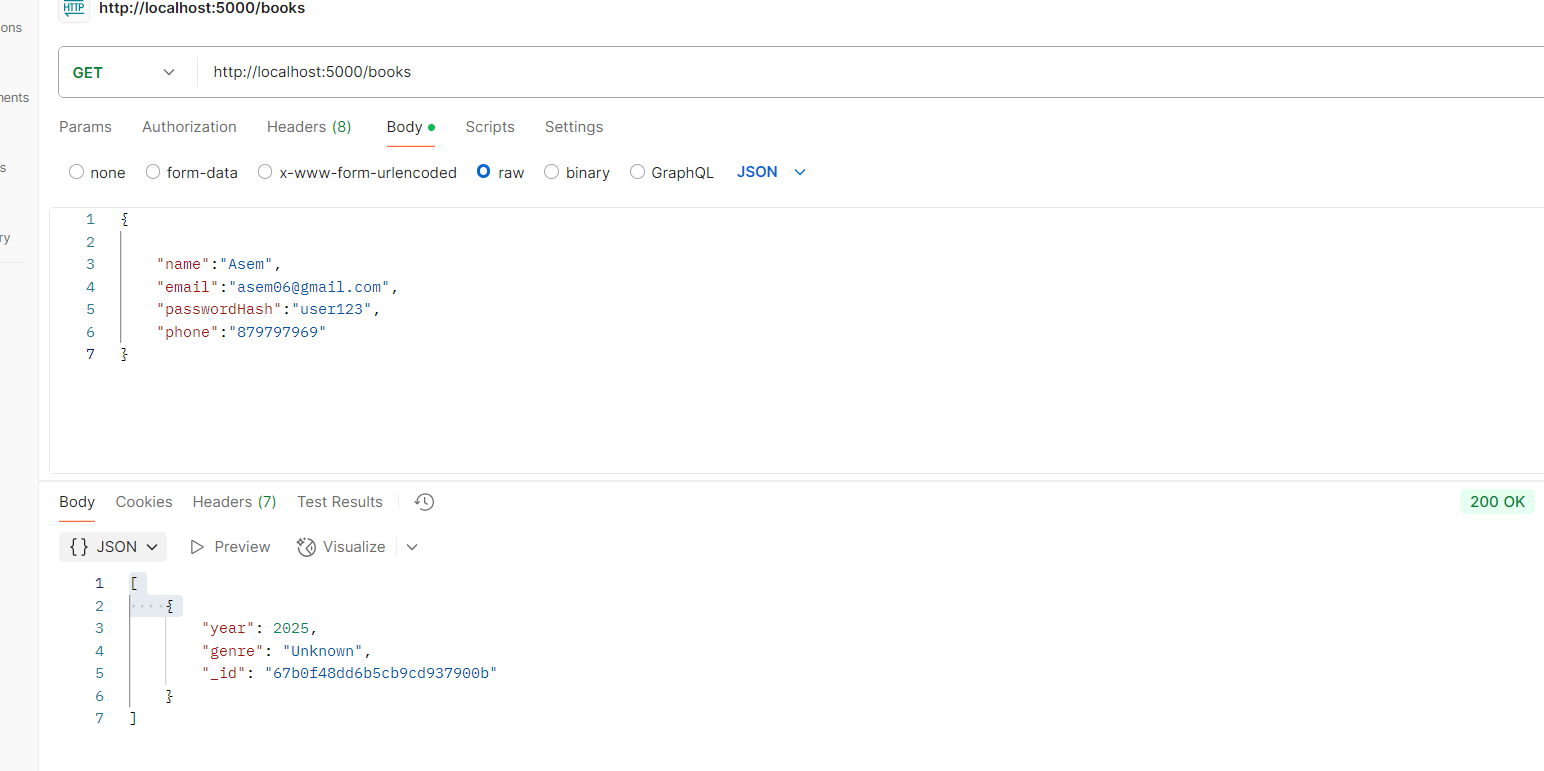 HTTP http://localhost:5000/books
ons
GET http://localhost:5000/books
nents
Params Authorization Headers (8) Body Scripts Settings
s
none form-data x-www-form-urlencoded raw binary GraphQL JSON
1 {
2
ry
3 "name":"Asem",
4 "email":"asem06@gmail.com",
5 "passwordHash":"user123",
6 "phone":"879797969"
7 }
Body Cookies Headers (7) Test Results 200 OK
{} JSON Preview Visualize
1 [
2 {
3 "year": 2025,
4 "genre": "Unknown",
5 "_id": "67b0f48dd6b5cb9cd937900b"
6 }
7 ]